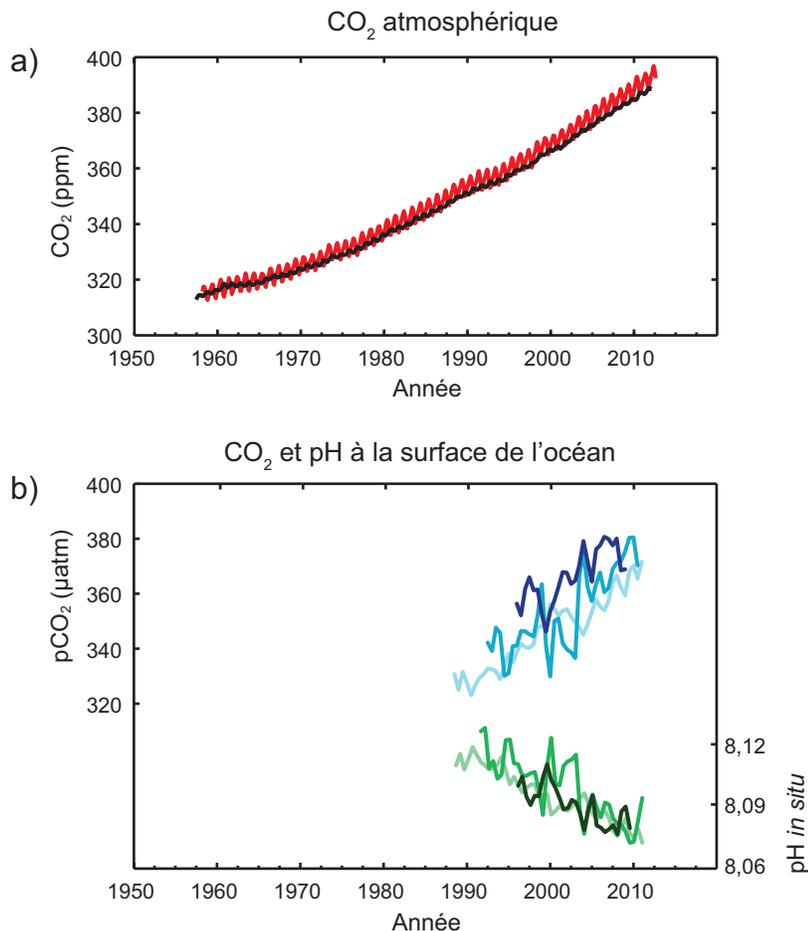 CO₂ atmosphérique
a)
400
380
360
340
320
300
CO₂ (ppm)
1950 1960 1970 1980 1990 2000 2010
Année
CO₂ et pH à la surface de l’océan
b)
400
380
360
340
320
pCO₂ (µatm)
8,12
8,09
8,06
pH in situ
1950 1960 1970 1980 1990 2000 2010
Année